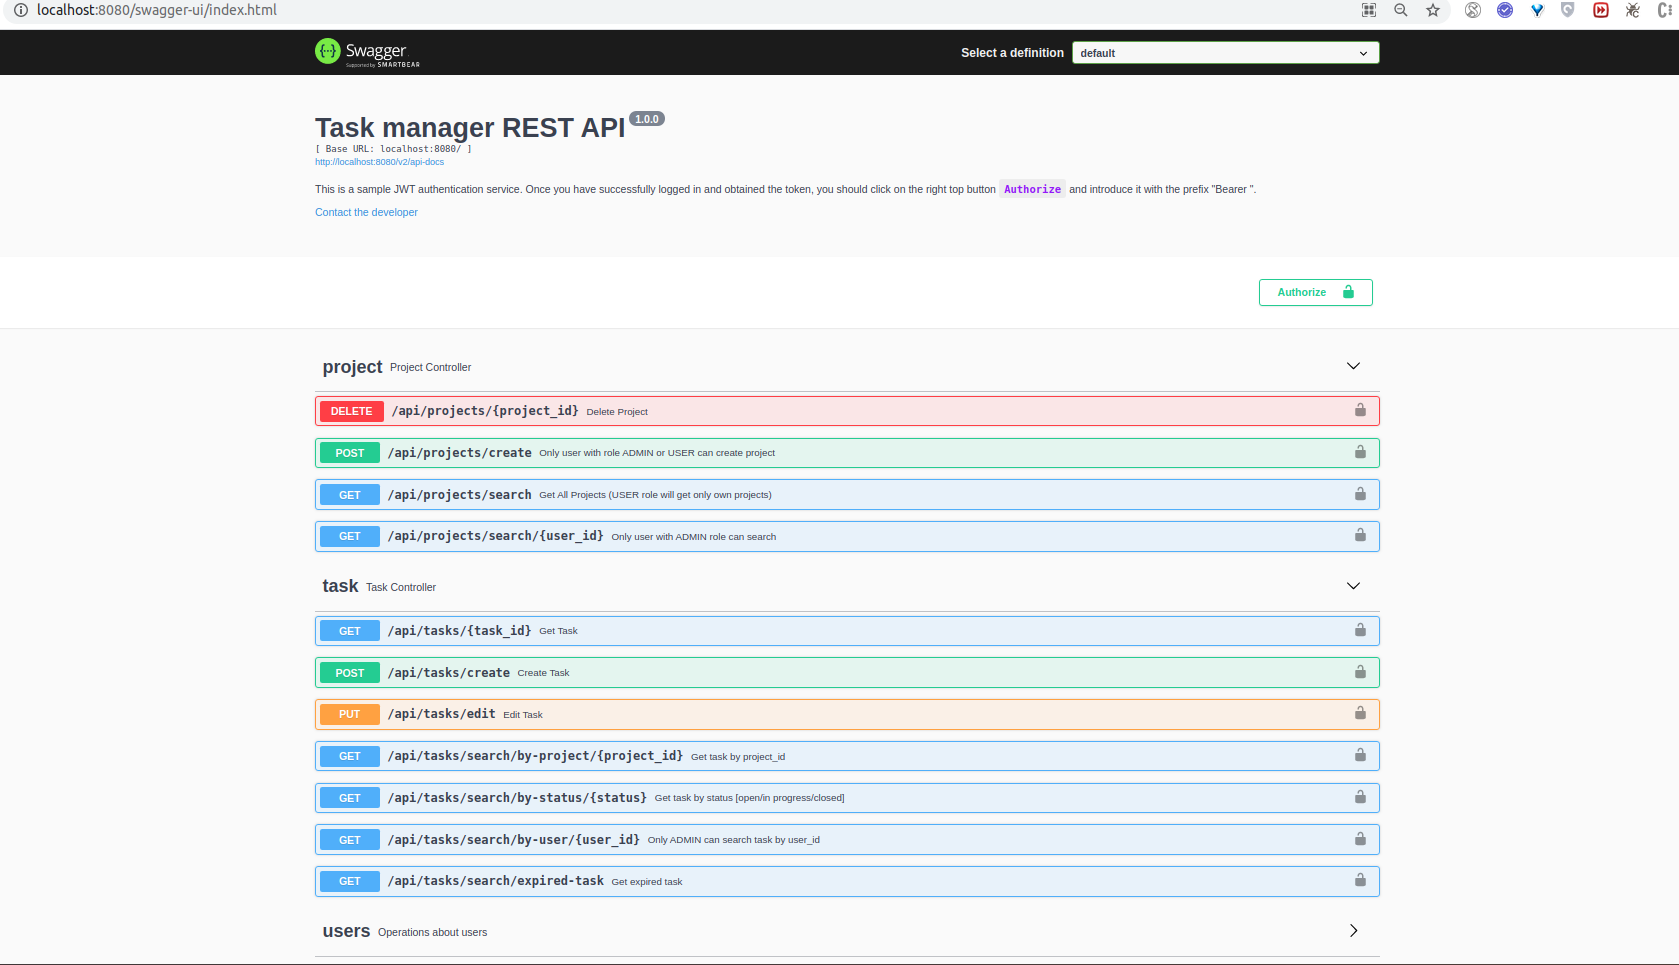 localhost:8080/swagger-ui/index.html
Swagger
Supported by SMARTBEAR
Select a definition
default
Task manager REST API 1.0.0
[ Base URL: localhost:8080/ ]
http://localhost:8080/v2/api-docs
This is a sample JWT authentication service. Once you have successfully logged in and obtained the token, you should click on the right top button Authorize and introduce it with the prefix "Bearer ".
Contact the developer
Authorize
project Project Controller
DELETE /api/projects/{project_id} Delete Project
POST /api/projects/create Only user with role ADMIN or USER can create project
GET /api/projects/search Get All Projects (USER role will get only own projects)
GET /api/projects/search/{user_id} Only user with ADMIN role can search
task Task Controller
GET /api/tasks/{task_id} Get Task
POST /api/tasks/create Create Task
PUT /api/tasks/edit Edit Task
GET /api/tasks/search/by-project/{project_id} Get task by project_id
GET /api/tasks/search/by-status/{status} Get task by status [open/in progress/closed]
GET /api/tasks/search/by-user/{user_id} Only ADMIN can search task by user_id
GET /api/tasks/search/expired-task Get expired task
users Operations about users